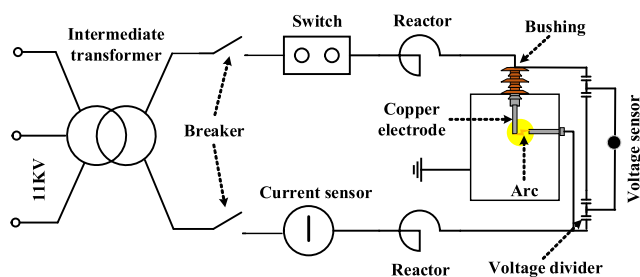 Intermediate
transformer
Switch
Reactor
Bushing
Breaker
Copper
electrode
Arc
11KV
Voltage sensor
Current sensor
Reactor
Voltage divider